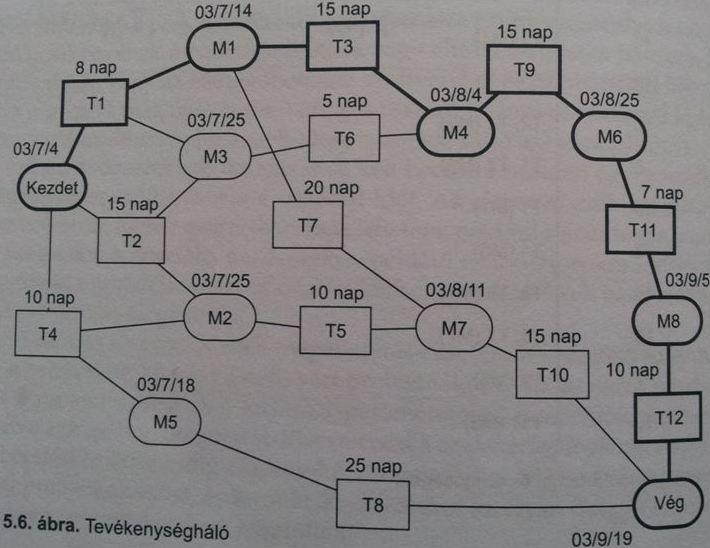 03/7/14
15 nap
M1
T3
15 nap
T9
8 nap
T1
03/7/25
5 nap
03/8/4
03/8/25
M3
T6
M4
M6
03/7/4
Kezdet
15 nap
20 nap
7 nap
T2
T7
T11
03/7/25
10 nap
03/8/11
03/9/5
10 nap
M2
T5
M7
M8
T4
15 nap
10 nap
T10
03/7/18
M5
T12
25 nap
T8
Vég
5.6. ábra. Tevékenységháló
03/9/19